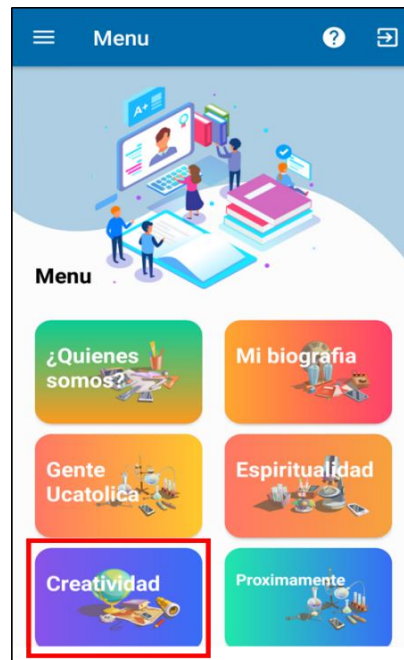 Menu
?
A+
Menu
¿Quienes
somos?
Mi biografia
Gente
Ucatolica
Espiritualidad
Creatividad
Proximamente